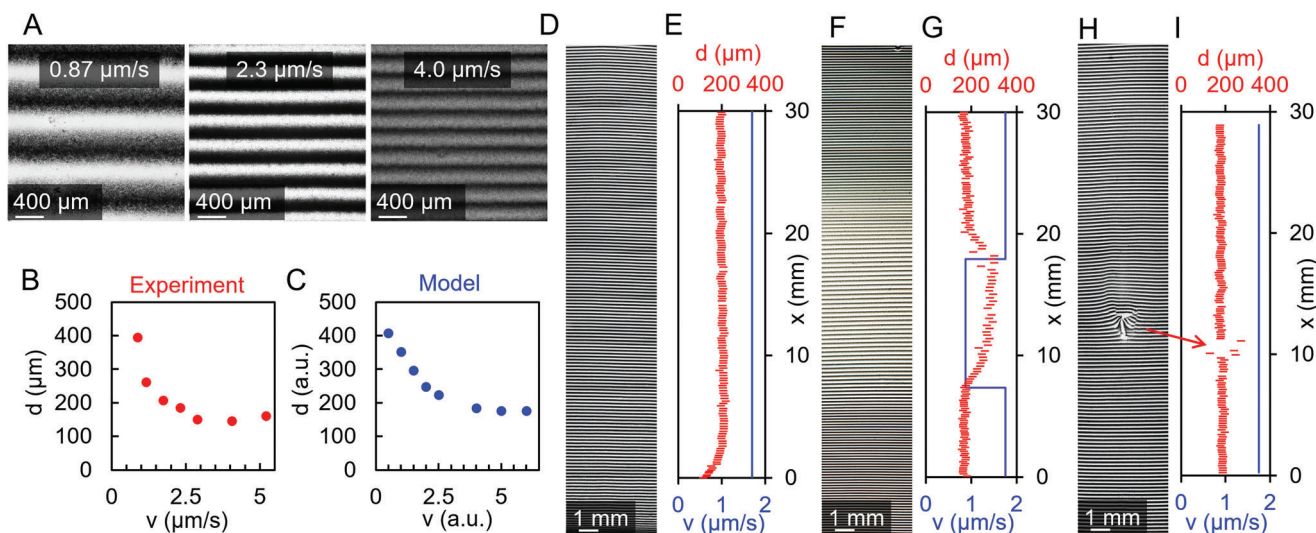 A
0.87 µm/s
2.3 µm/s
4.0 µm/s
400 µm
400 µm
400 µm
B
Experiment
d (µm)
500
400
300
200
100
0
0
2.5
5
v (µm/s)
C
Model
d (a.u.)
500
400
300
200
100
0
0
2.5
5
v (a.u.)
D
1 mm
E
d (µm)
0
200
400
30
20
10
0
x (mm)
0
1
2
v (µm/s)
F
1 mm
G
d (µm)
0
200
400
30
20
10
0
x (mm)
0
1
2
v (µm/s)
H
1 mm
I
d (µm)
0
200
400
30
20
10
0
x (mm)
0
1
2
v (µm/s)